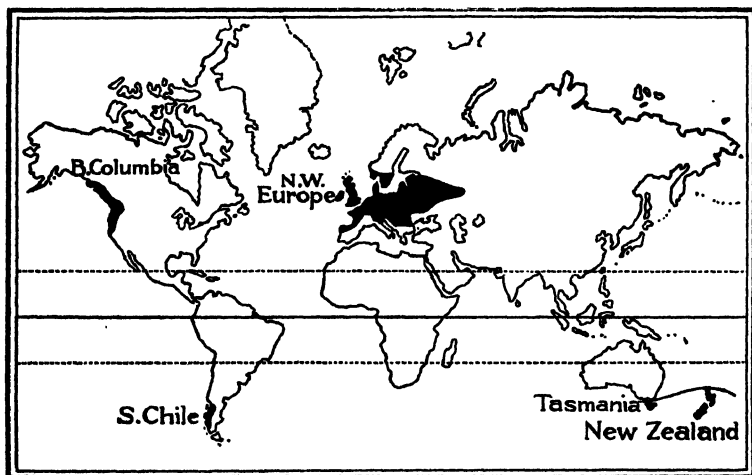 B.Columbia
N.W.
Europe
S.Chile
Tasmania
New Zealand